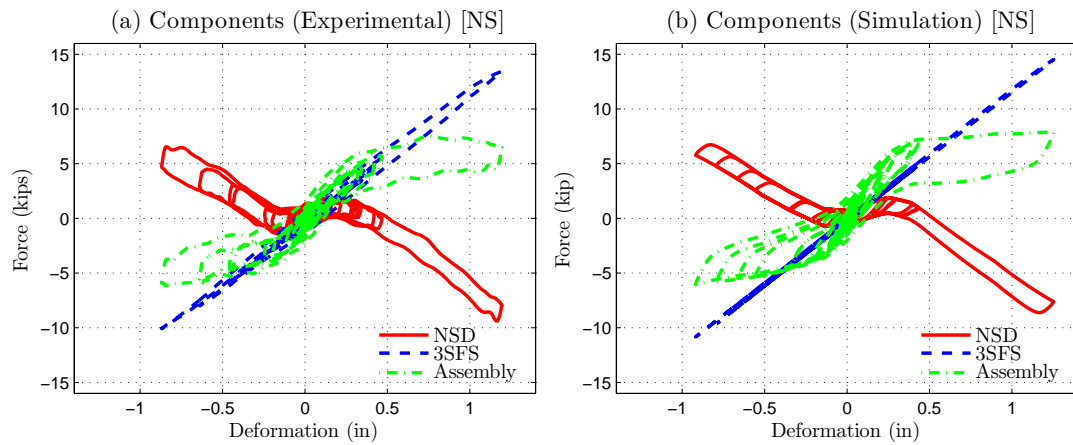 (a) Components (Experimental) [NS]
15
10
5
0
−5
−10
−15
Force (kips)
−1
−0.5
0
0.5
1
Deformation (in)
NSD
3SFS
Assembly
(b) Components (Simulation) [NS]
15
10
5
0
−5
−10
−15
Force (kip)
−1
−0.5
0
0.5
1
Deformation (in)
NSD
3SFS
Assembly